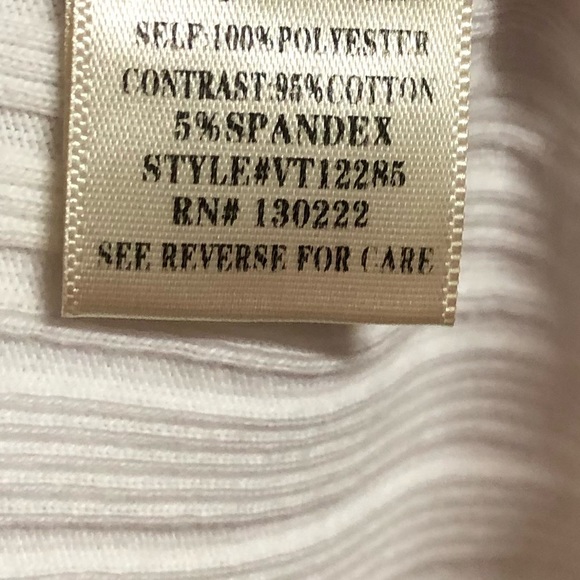 SELF:100%POLYESTER
CONTRAST:95%COTTON
5%SPANDEX
STYLE#VT12285
RN# 130222
SEE REVERSE FOR CARE